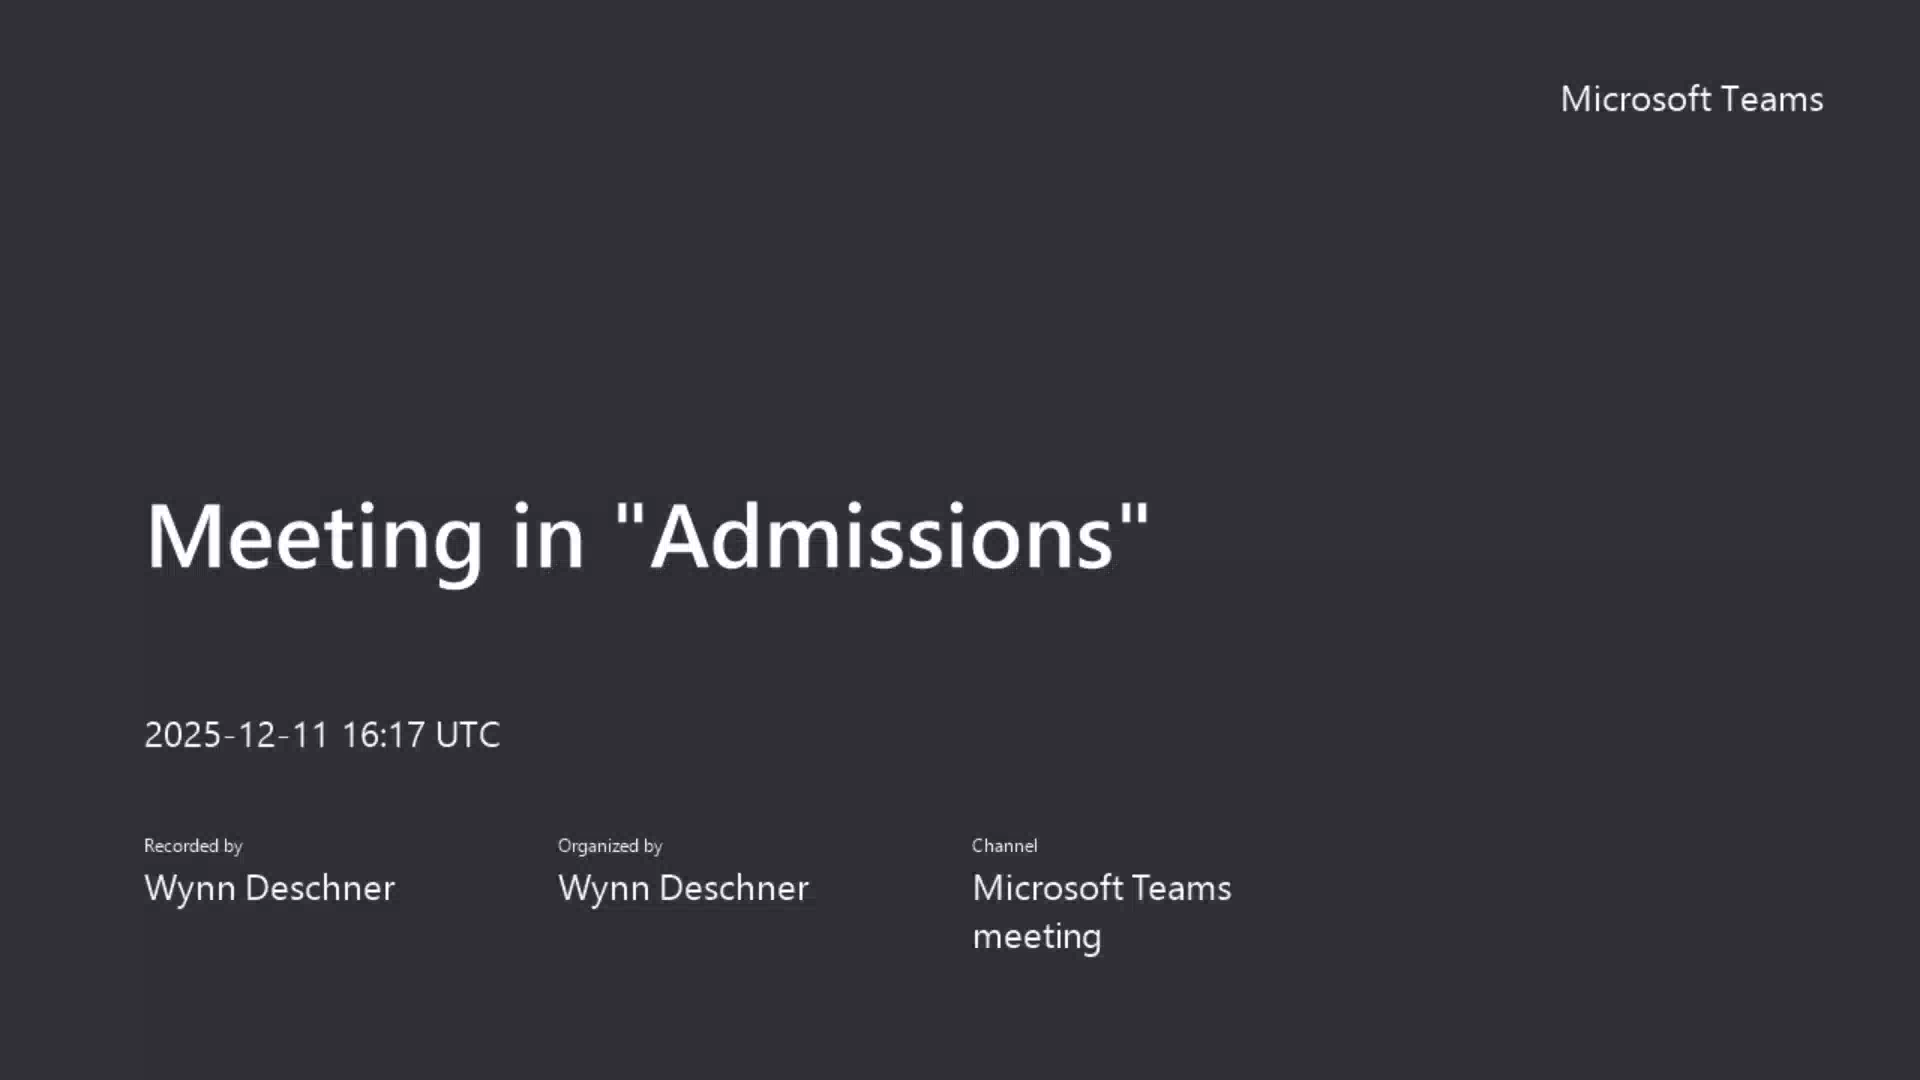 Microsoft Teams
Meeting in "Admissions"
2025-12-11 16:17 UTC
Recorded by
Wynn Deschner
Organized by
Wynn Deschner
Channel
Microsoft Teams
meeting